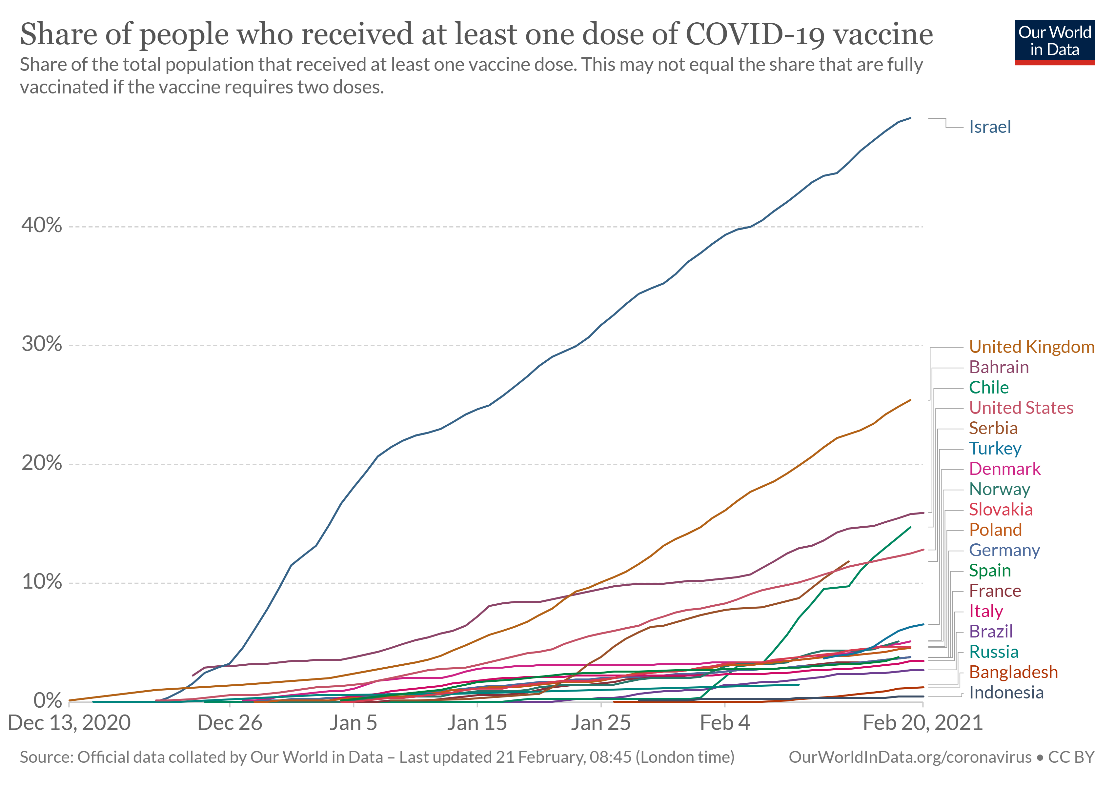 Share of people who received at least one dose of COVID-19 vaccine
Our World
in Data
Share of the total population that received at least one vaccine dose. This may not equal the share that are fully
vaccinated if the vaccine requires two doses.
Israel
40%
30%
United Kingdom
Bahrain
Chile
United States
Serbia
Turkey
20%
Denmark
Norway
Slovakia
Poland
Germany
Spain
10%
France
Italy
Brazil
Russia
Bangladesh
Indonesia
0%
Dec 13, 2020
Dec 26
Jan 5
Jan 15
Jan 25
Feb 4
Feb 20, 2021
Source: Official data collated by Our World in Data – Last updated 21 February, 08:45 (London time)
OurWorldInData.org/coronavirus • CC BY